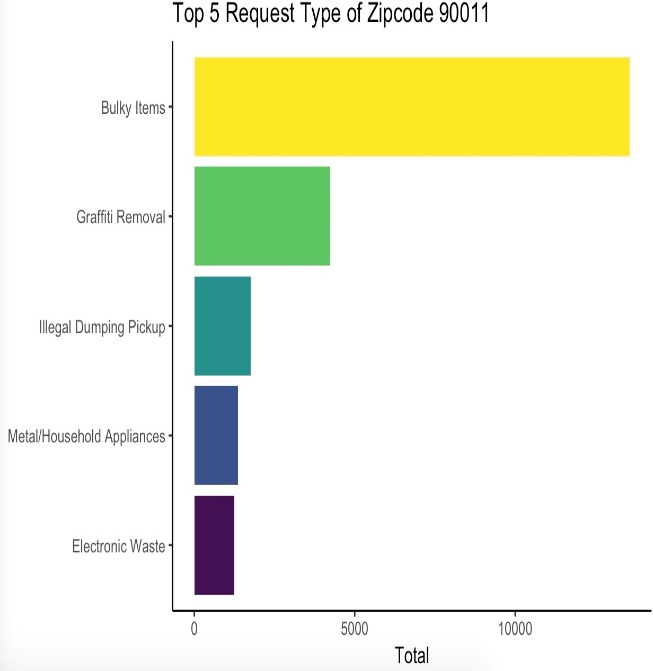 Top 5 Request Type of Zipcode 90011
Bulky Items
Graffiti Removal
Illegal Dumping Pickup
Metal/Household Appliances
Electronic Waste
0 5000 10000
Total